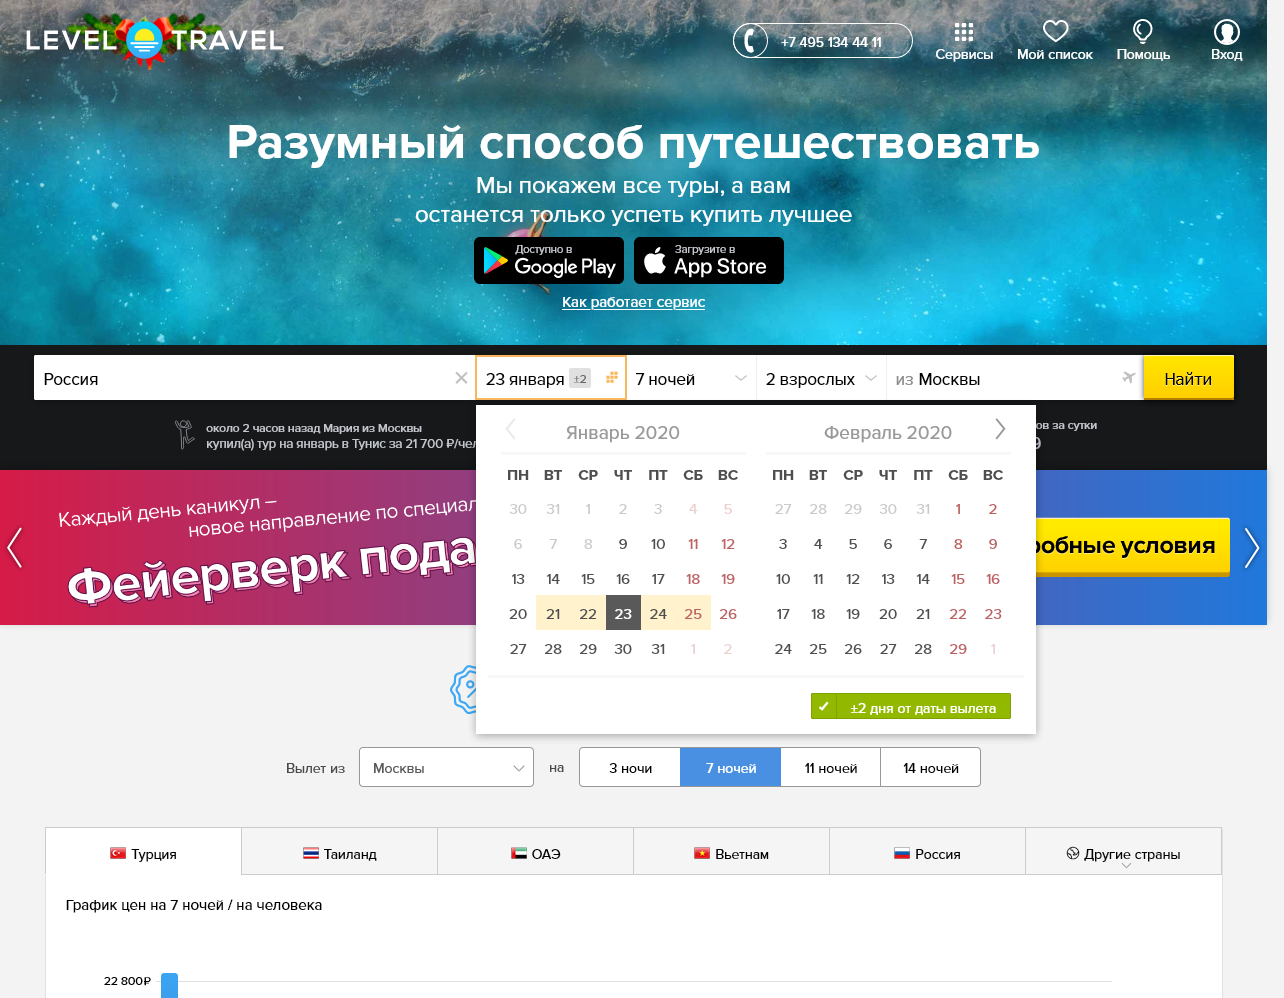 LEVEL TRAVEL
+7 495 134 44 11
Сервисы
Мой список
Помощь
Вход
Разумный способ путешествовать
Мы покажем все туры, а вам
останется только успеть купить лучшее
Доступно в
Google Play
Загрузите в
App Store
Как работает сервис
Россия
23 января ±2
7 ночей
2 взрослых
из Москвы
Найти
около 2 часов назад Мария из Москвы
купил(а) тур на январь в Тунис за 21 700 ₽/чел
ов за сутки
9
Январь 2020
ПН ВТ СР ЧТ ПТ СБ ВС
30 31 1 2 3 4 5
6 7 8 9 10 11 12
13 14 15 16 17 18 19
20 21 22 23 24 25 26
27 28 29 30 31 1 2
Февраль 2020
ПН ВТ СР ЧТ ПТ СБ ВС
27 28 29 30 31 1 2
3 4 5 6 7 8 9
10 11 12 13 14 15 16
17 18 19 20 21 22 23
24 25 26 27 28 29 1
±2 дня от даты вылета
Каждый день каникул –
новое направление по специал
Фейерверк пода
робные условия
Вылет из
Москвы
на
3 ночи
7 ночей
11 ночей
14 ночей
Турция
Таиланд
ОАЭ
Вьетнам
Россия
Другие страны
График цен на 7 ночей / на человека
22 800₽